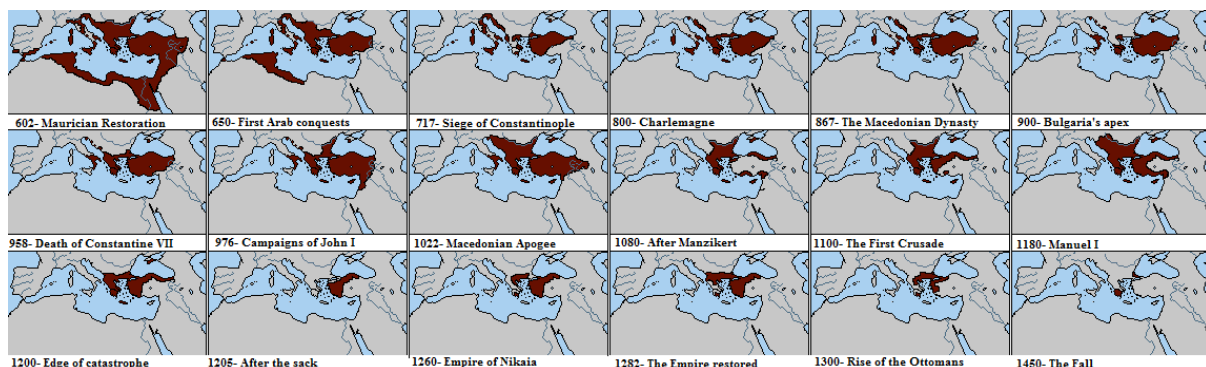 602- Maurician Restoration
650- First Arab conquests
717- Siege of Constantinople
800- Charlemagne
867- The Macedonian Dynasty
900- Bulgaria's apex
958- Death of Constantine VII
976- Campaigns of John I
1022- Macedonian Apogee
1080- After Manzikert
1100- The First Crusade
1180- Manuel I
1200- Edge of catastrophe
1205- After the sack
1260- Empire of Nikaia
1282- The Empire restored
1300- Rise of the Ottomans
1450- The Fall